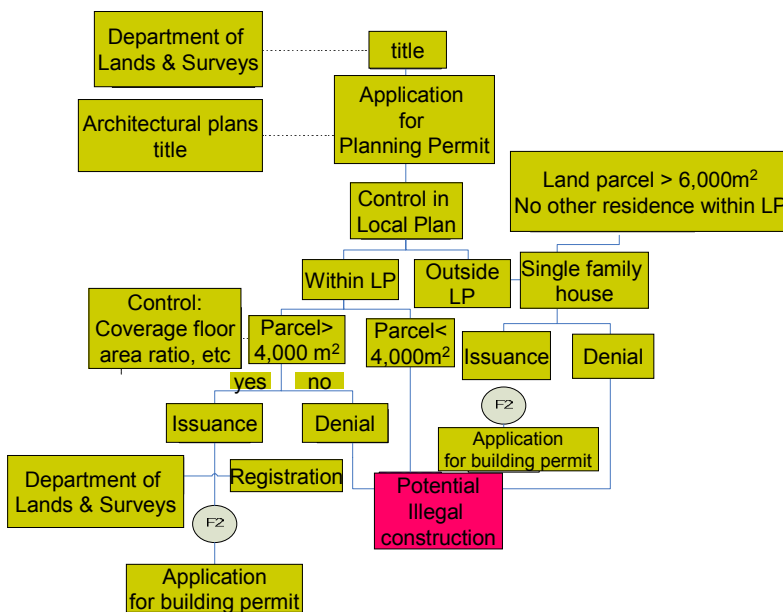 Department of
Lands & Surveys
title
Architectural plans
title
Application
for
Planning Permit
Land parcel > 6,000m²
No other residence within LP
Control in
Local Plan
Within LP
Outside
LP
Single family
house
Control:
Coverage floor
area ratio, etc
Parcel>
4,000 m²
Parcel<
4,000m²
Issuance
Denial
yes
no
Issuance
Denial
F2
Application
for building permit
Department of
Lands & Surveys
Registration
Potential
Illegal
construction
F2
Application
for building permit